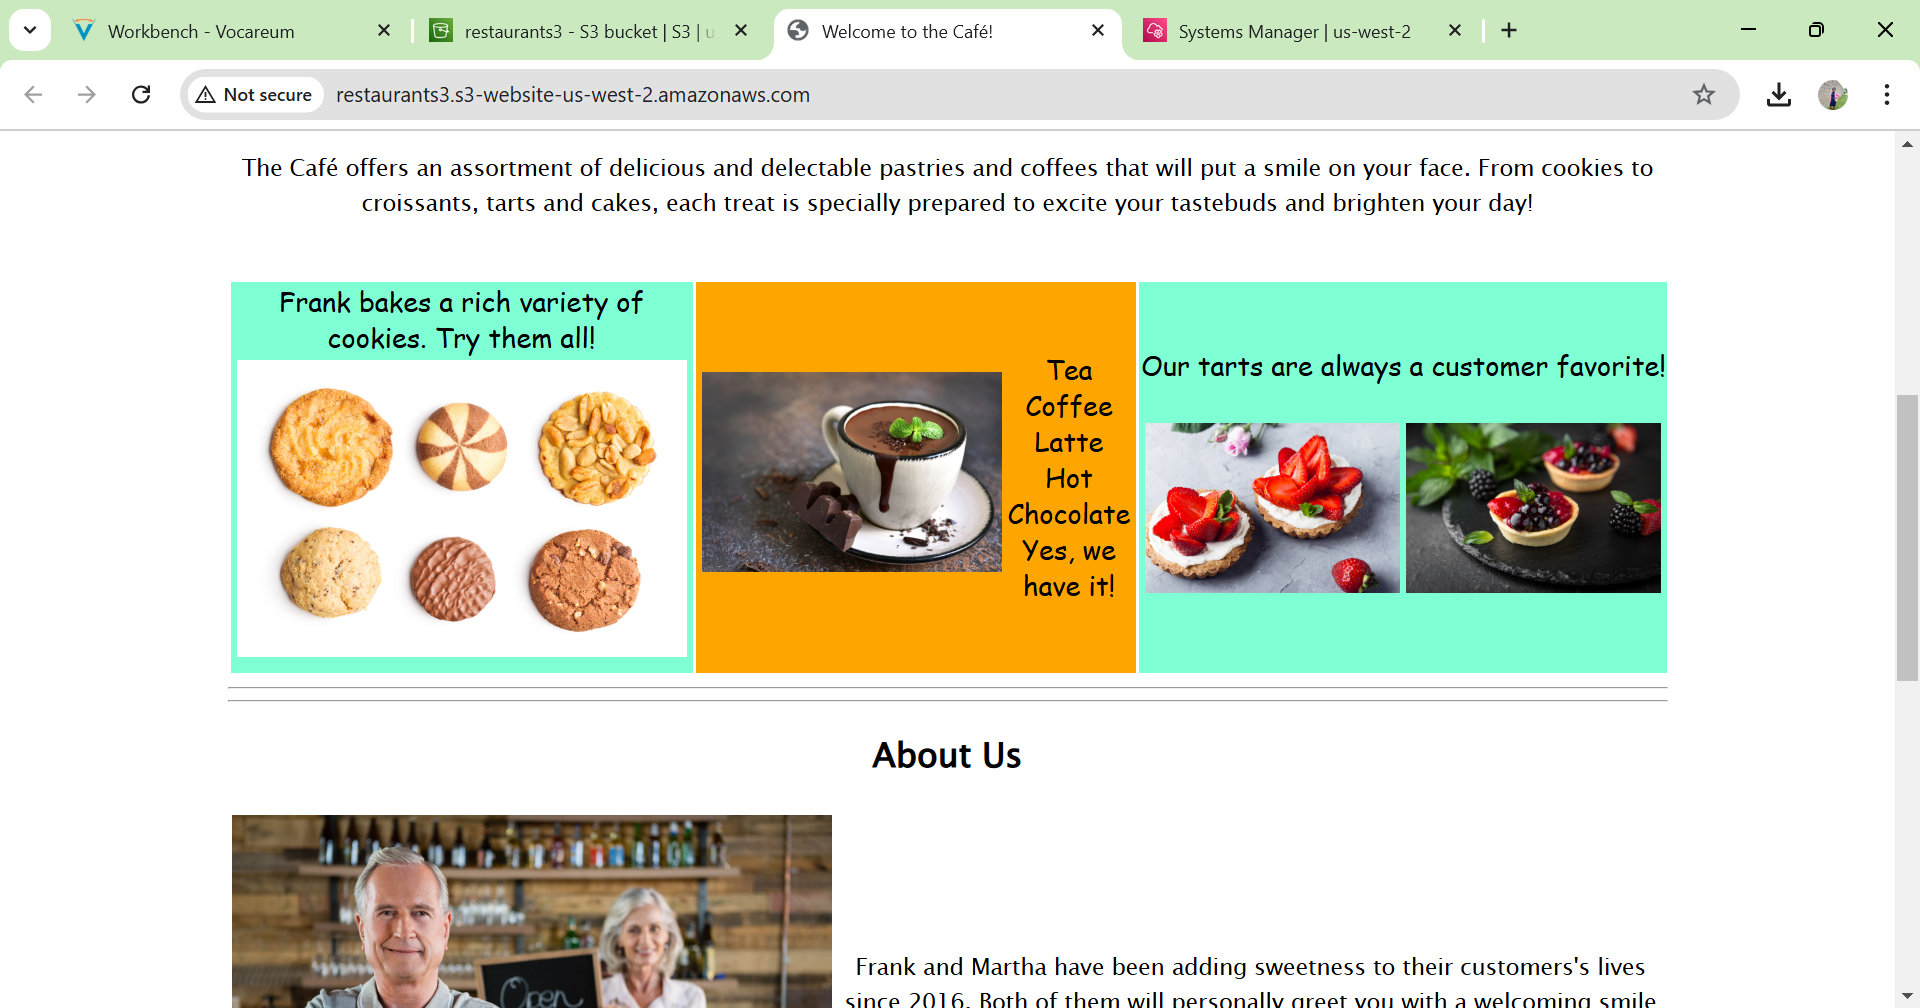 Workbench - Vocareum
restaurants3 - S3 bucket | S3 | u
Welcome to the Café!
Systems Manager | us-west-2
Not secure
restaurants3.s3-website-us-west-2.amazonaws.com
The Café offers an assortment of delicious and delectable pastries and coffees that will put a smile on your face. From cookies to
croissants, tarts and cakes, each treat is specially prepared to excite your tastebuds and brighten your day!
Frank bakes a rich variety of
cookies. Try them all!
Tea
Coffee
Latte
Hot
Chocolate
Yes, we
have it!
Our tarts are always a customer favorite!
About Us
Open
Frank and Martha have been adding sweetness to their customers's lives
since 2016. Both of them will personally greet you with a welcoming smile